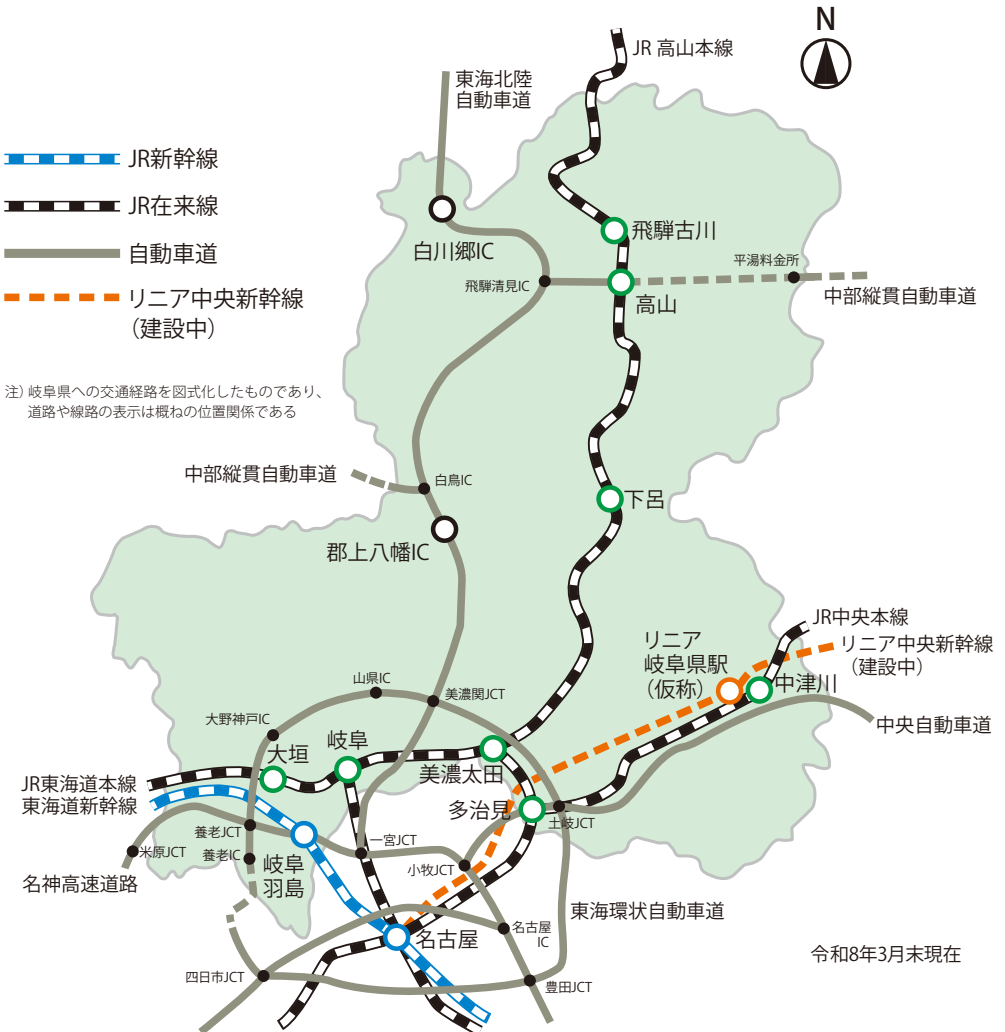 N
JR 高山本線
東海北陸
自動車道
JR新幹線
JR在来線
自動車道
リニア中央新幹線
（建設中）
注）岐阜県への交通経路を図式化したものであり、
道路や線路の表示は概ねの位置関係である
白川郷IC
飛騨古川
飛騨清見IC
高山
平湯料金所
中部縦貫自動車道
中部縦貫自動車道
白鳥IC
下呂
郡上八幡IC
JR中央本線
リニア中央新幹線
（建設中）
リニア
岐阜県駅
（仮称）
中津川
中央自動車道
山県IC
美濃関JCT
大野神戸IC
大垣
岐阜
美濃太田
JR東海道本線
東海道新幹線
多治見
土岐JCT
養老JCT
養老IC
米原JCT
名神高速道路
岐阜
羽島
一宮JCT
小牧JCT
東海環状自動車道
名古屋
名古屋
IC
四日市JCT
豊田JCT
令和8年3月末現在